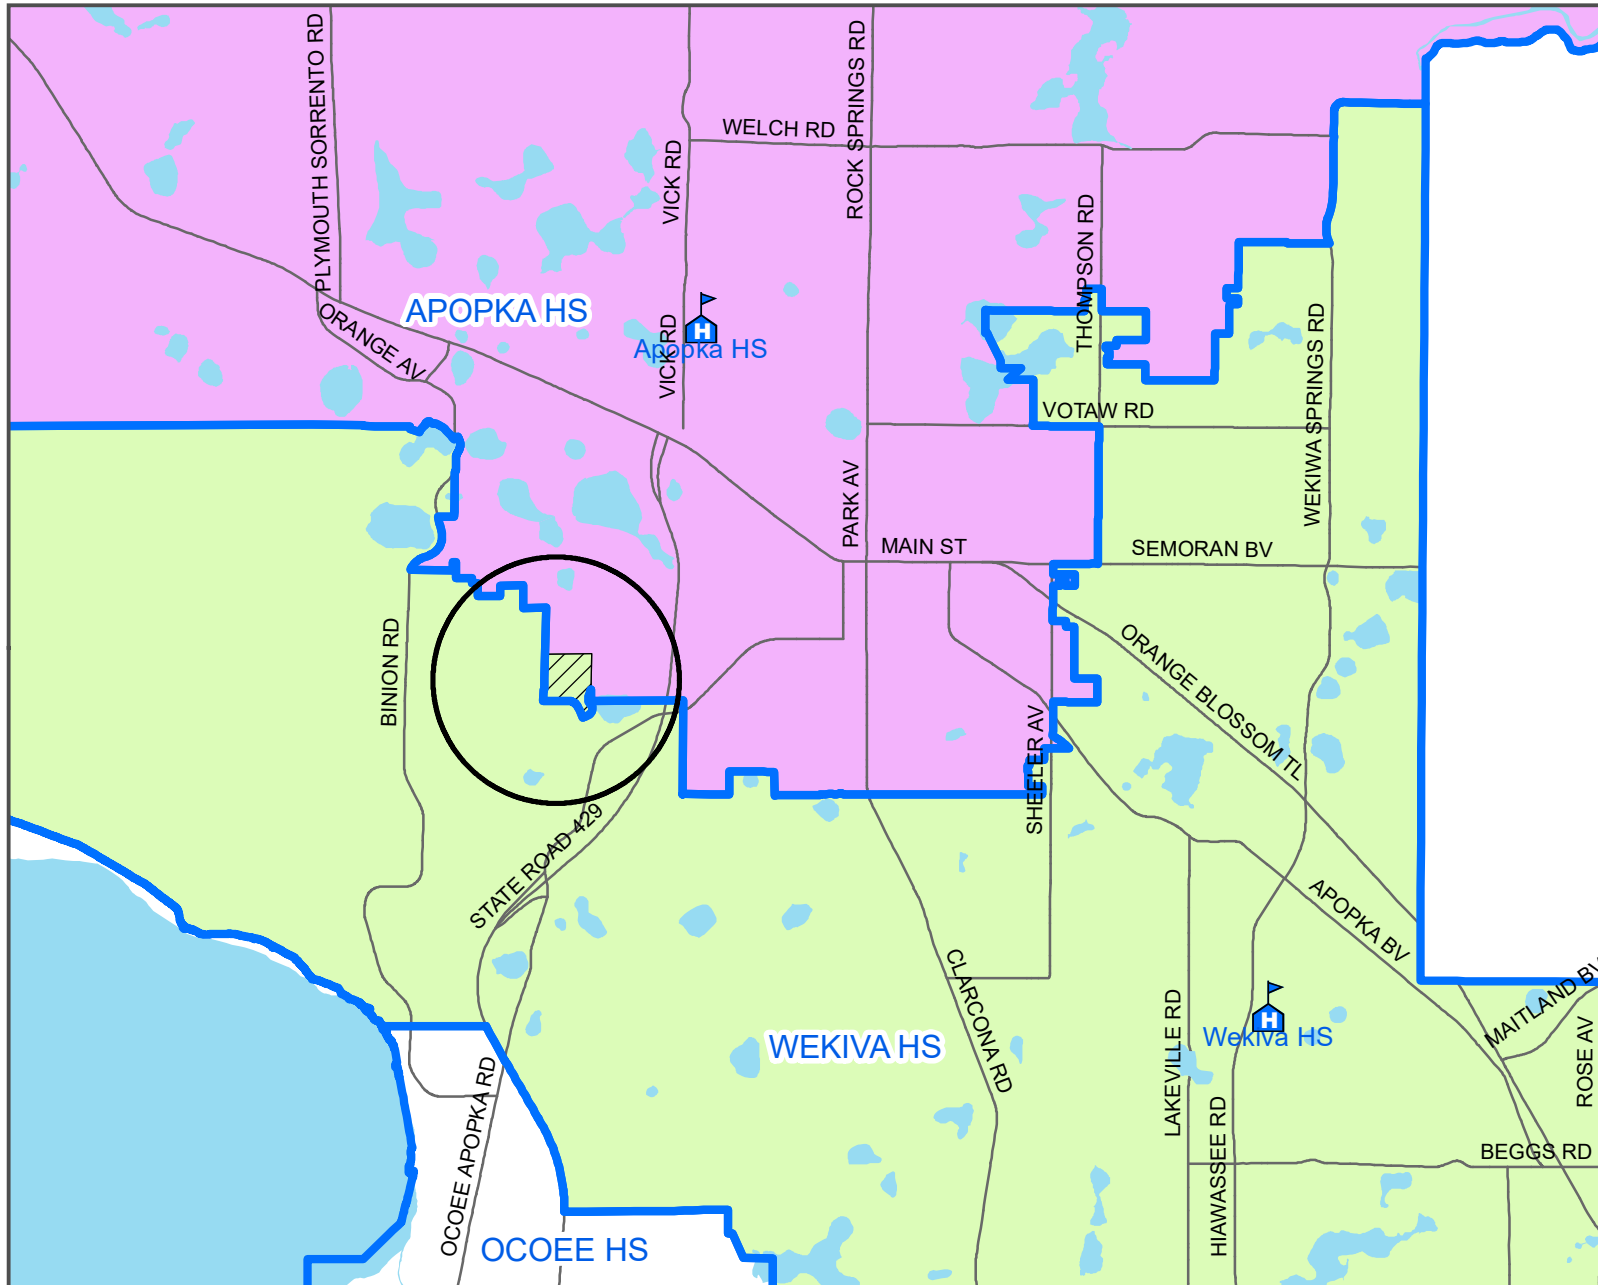 PLYMOUTH SORRENTO RD
ROCK SPRINGS RD
WELCH RD
VICK RD
THOMPSON RD
APOPKA HS
ORANGE AV
VICK RD
Apopka HS
H
WEKIWA SPRINGS RD
VOTAW RD
PARK AV
MAIN ST
SEMORAN BV
BINION RD
ORANGE BLOSSOM TL
SHEELER AV
STATE ROAD 429
APOPKA BV
CLARCONA RD
LAKEVILLE RD
H
Wekiva HS
MAITLAND BV
ROSE AV
WEKIVA HS
OCOEE APOPKA RD
HIAWASSEE RD
BEGGS RD
OCOEE HS